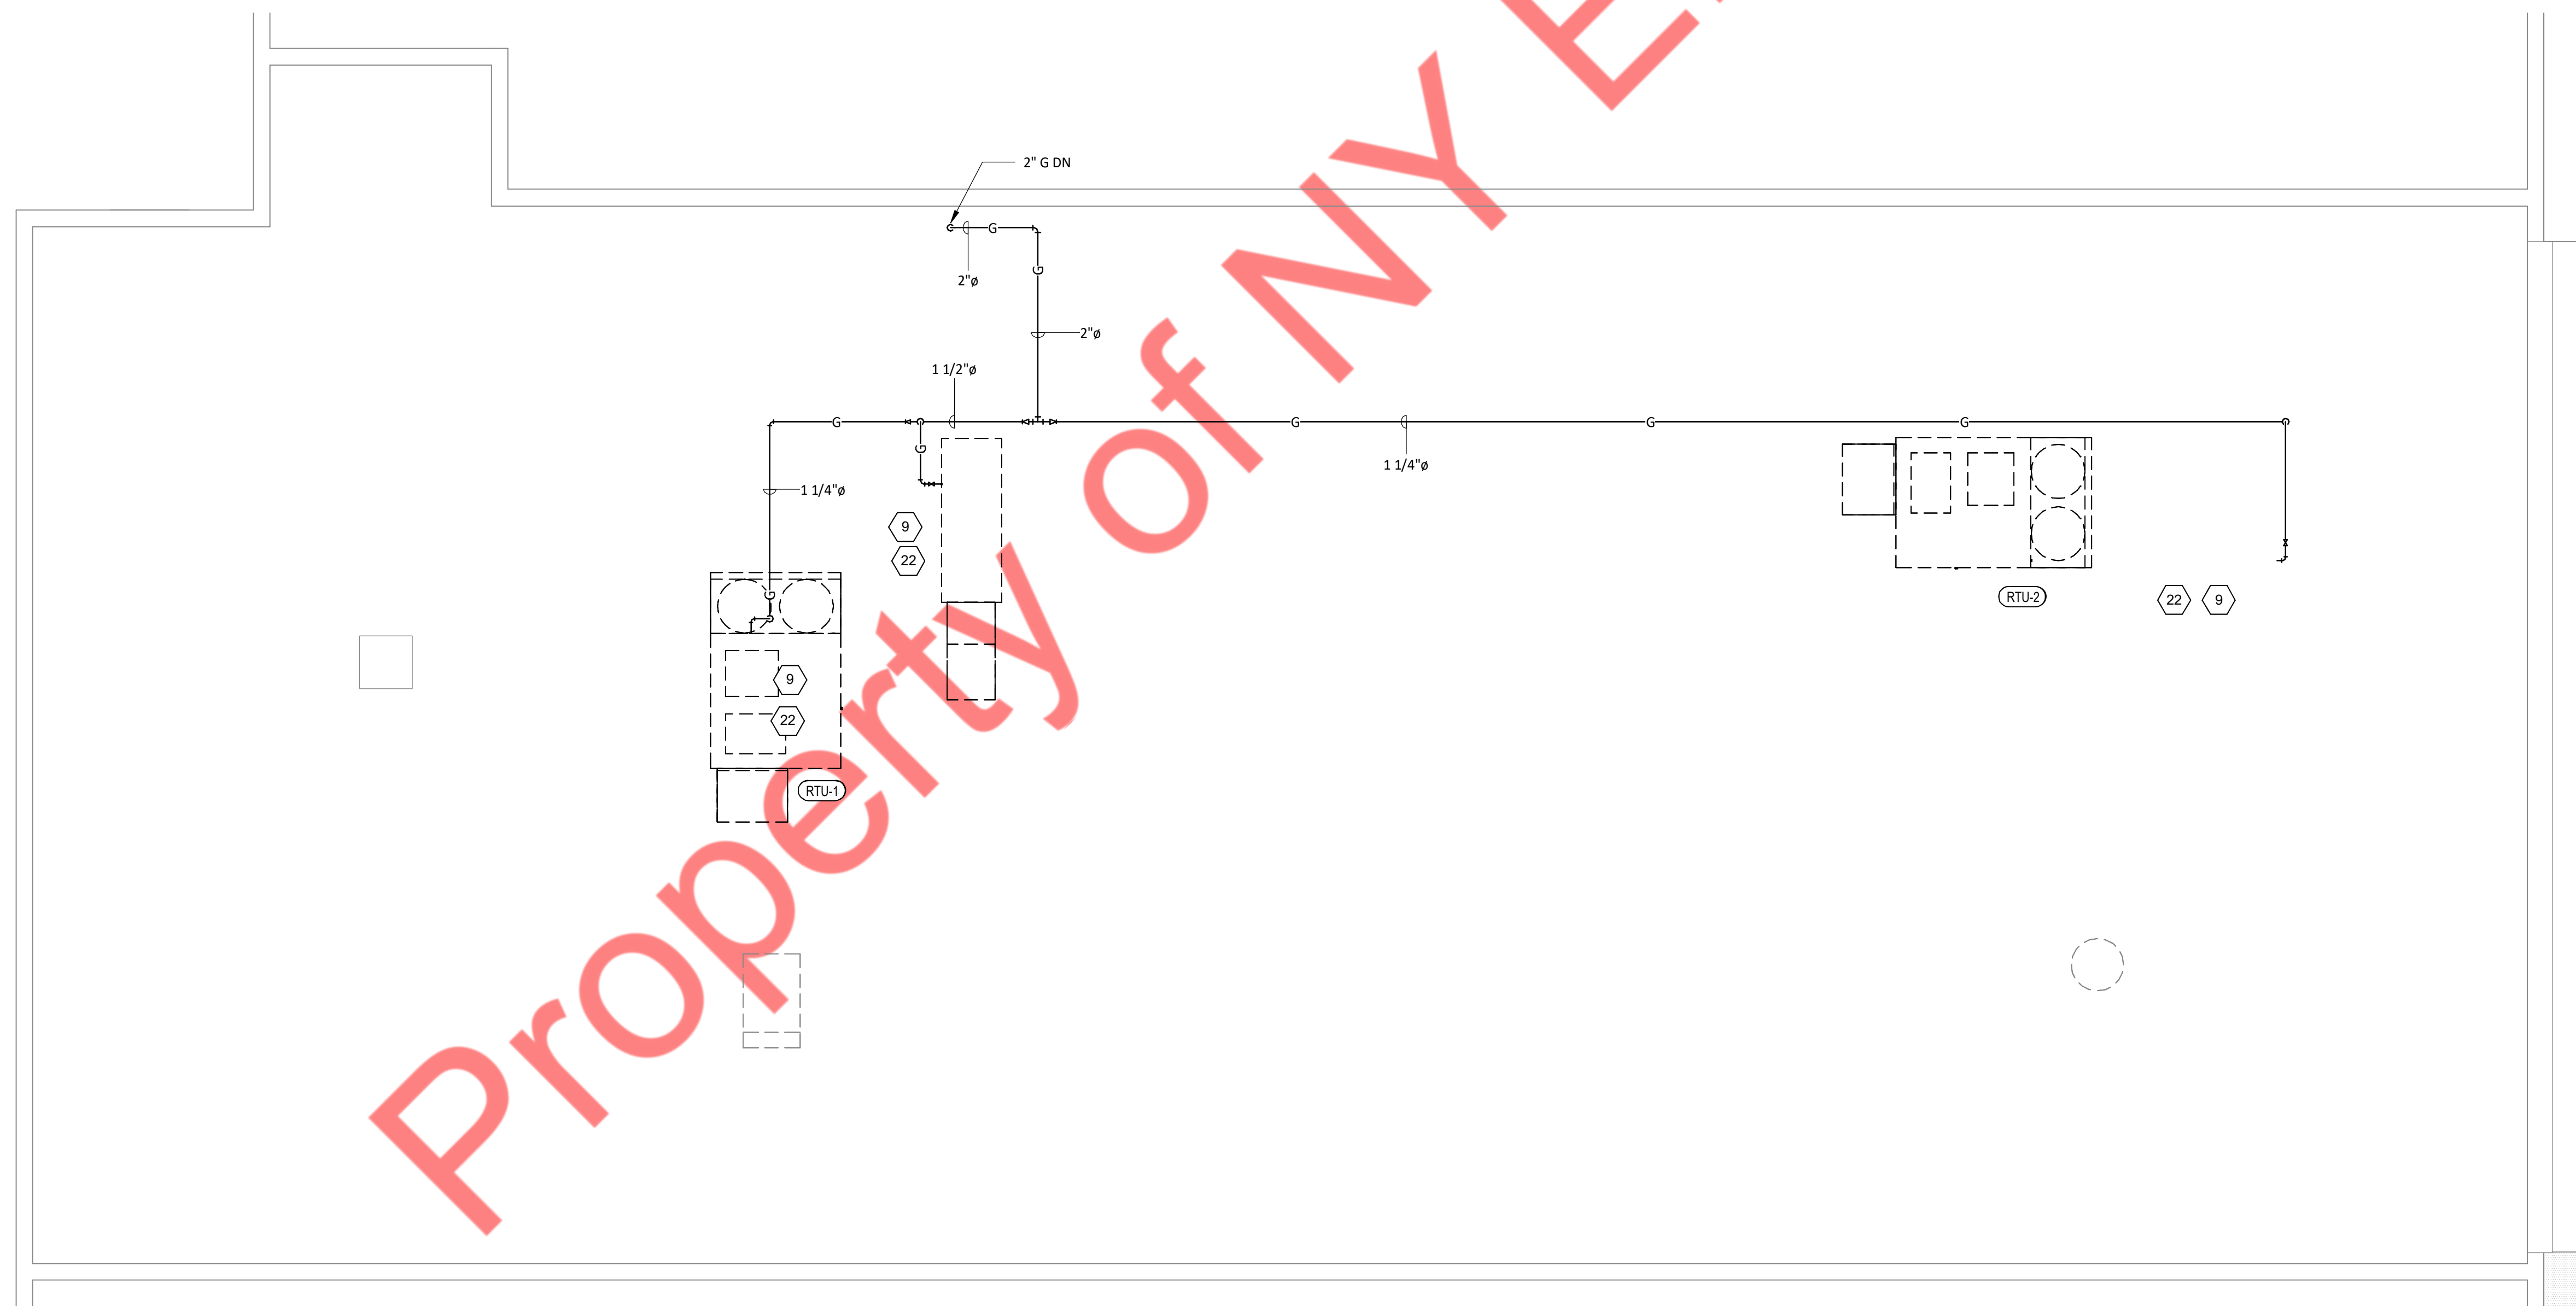 2" G DN
G
G
2"ø
2"ø
1 1/2"ø
G
G
G
G
G
1 1/4"ø
1 1/4"ø
9
22
G
RTU-2
22
9
9
22
RTU-1
Property of NY